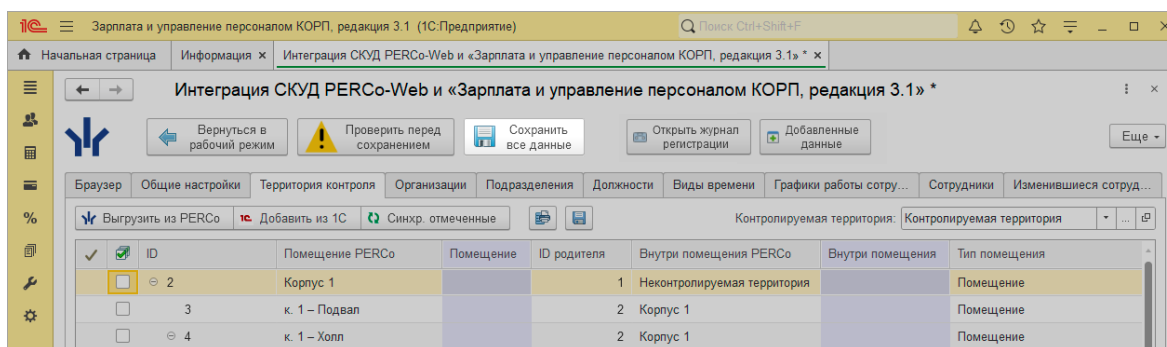 Зарплата и управление персоналом КОРП, редакция 3.1 (1С:Предприятие) Поиск Ctrl+Shift+F
Начальная страница Информация × Интеграция СКУД PERCo-Web и «Зарплата и управление персоналом КОРП, редакция 3.1» * ×
Интеграция СКУД PERCo-Web и «Зарплата и управление персоналом КОРП, редакция 3.1» *
Вернуться в рабочий режим Проверить перед сохранением Сохранить все данные Открыть журнал регистрации Добавленные данные Еще
Браузер Общие настройки Территория контроля Организации Подразделения Должности Виды времени Графики работы сотру... Сотрудники Изменившиеся сотруд...
Выгрузить из PERCo 1С Добавить из 1С Синхр. отмеченные Контролируемая территория: Контролируемая территория
ID Помещение PERCo Помещение ID родителя Внутри помещения PERCo Внутри помещения Тип помещения
2 Корпус 1 1 Неконтролируемая территория Помещение
3 к. 1 – Подвал 2 Корпус 1 Помещение
4 к. 1 – Холл 2 Корпус 1 Помещение